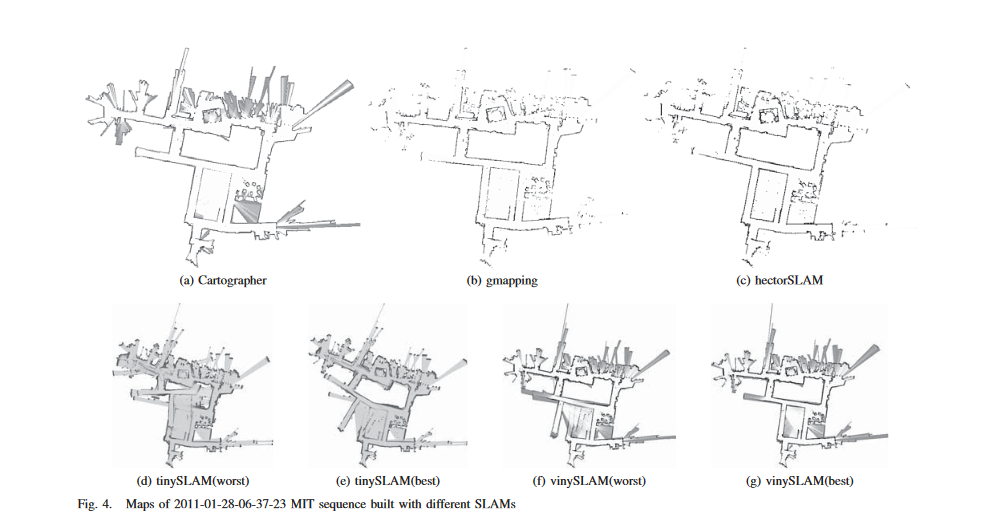 (a) Cartographer
(b) gmapping
(c) hectorSLAM
(d) tinySLAM(worst)
(e) tinySLAM(best)
(f) vinySLAM(worst)
(g) vinySLAM(best)
Fig. 4. Maps of 2011-01-28-06-37-23 MIT sequence built with different SLAMs